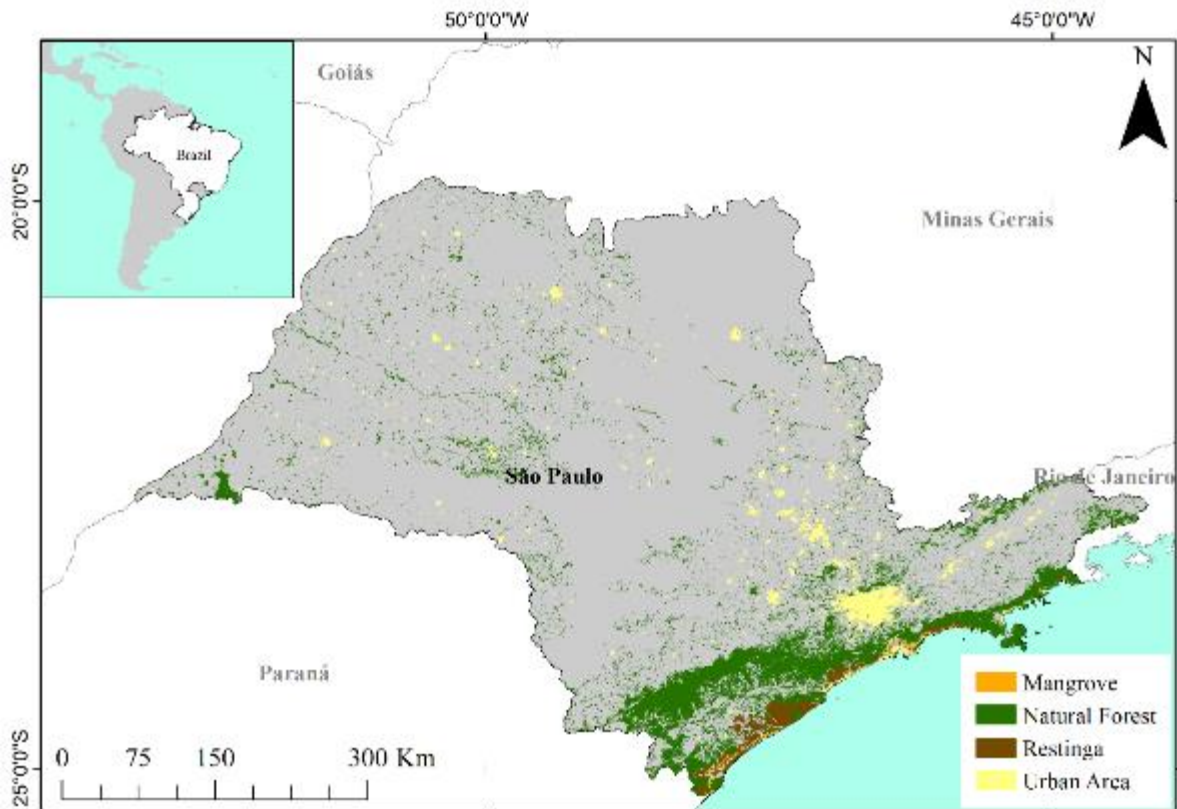 50°0'0"W 45°0'0"W
N
Goiás
Brazil
20°0'0"S
Minas Gerais
São Paulo
Rio de Janeiro
Paraná
Mangrove
Natural Forest
Restinga
Urban Area
0 75 150 300 Km
25°0'0"S